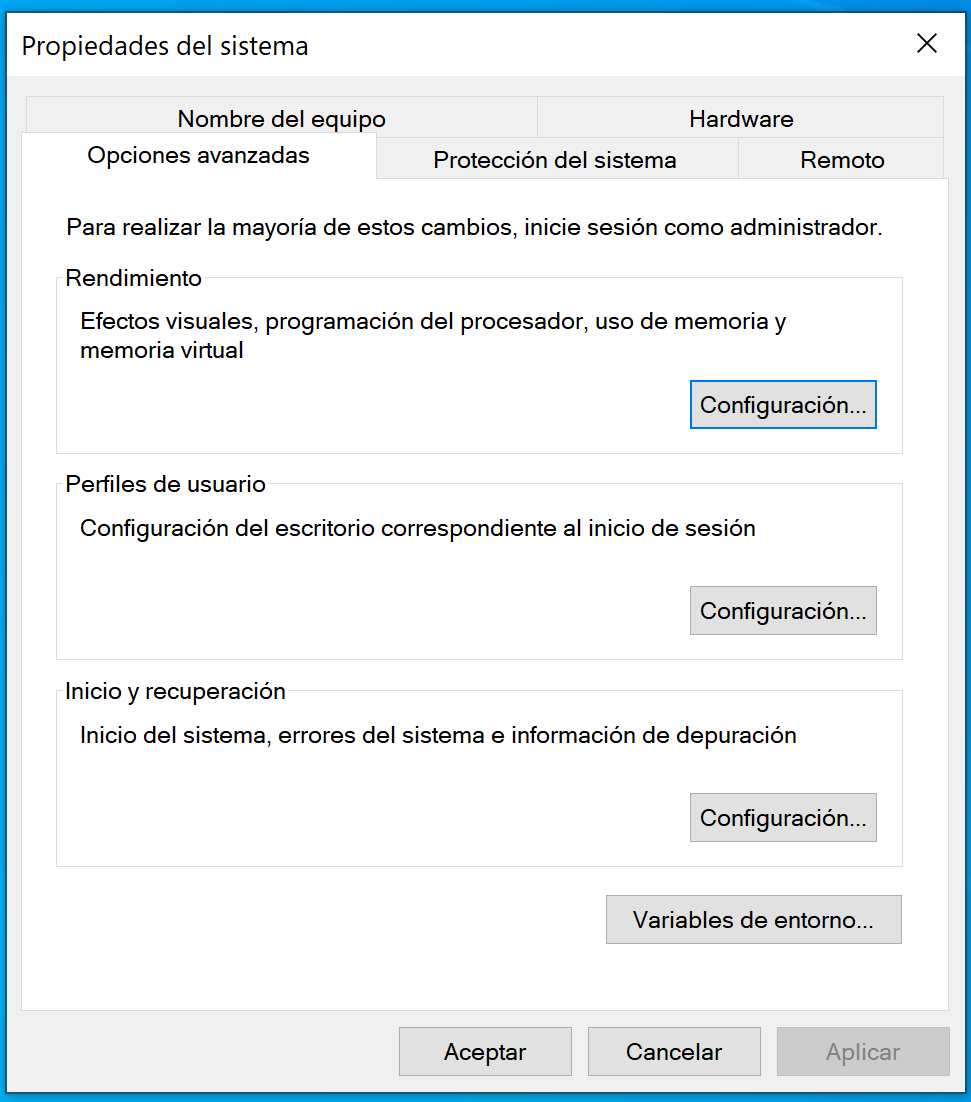 Propiedades del sistema
Nombre del equipo
Hardware
Opciones avanzadas
Protección del sistema
Remoto
Para realizar la mayoría de estos cambios, inicie sesión como administrador.
Rendimiento
Efectos visuales, programación del procesador, uso de memoria y
memoria virtual
Configuración...
Perfiles de usuario
Configuración del escritorio correspondiente al inicio de sesión
Configuración...
Inicio y recuperación
Inicio del sistema, errores del sistema e información de depuración
Configuración...
Variables de entorno...
Aceptar
Cancelar
Aplicar